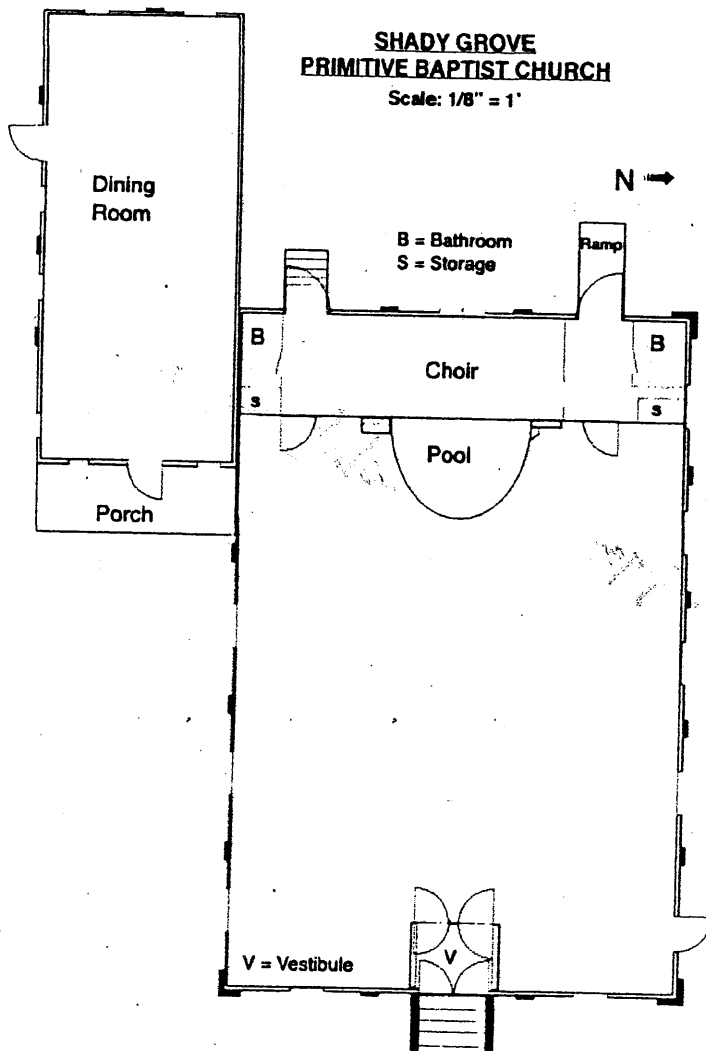 SHADY GROVE
PRIMITIVE BAPTIST CHURCH
Scale: 1/8" = 1'
N
Dining
Room
B = Bathroom
S = Storage
Ramp
B
Choir
B
s
s
Pool
Porch
V = Vestibule
V